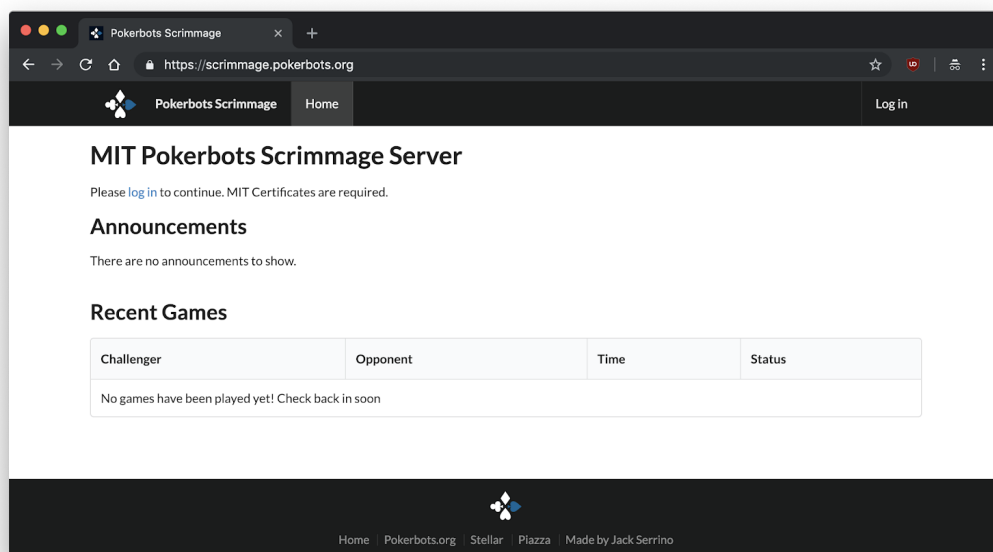 Pokerbots Scrimmage
https://scrimmage.pokerbots.org
Pokerbots Scrimmage Home Log in
MIT Pokerbots Scrimmage Server
Please log in to continue. MIT Certificates are required.
Announcements
There are no announcements to show.
Recent Games
Challenger Opponent Time Status
No games have been played yet! Check back in soon
Home Pokerbots.org Stellar Piazza Made by Jack Serrino